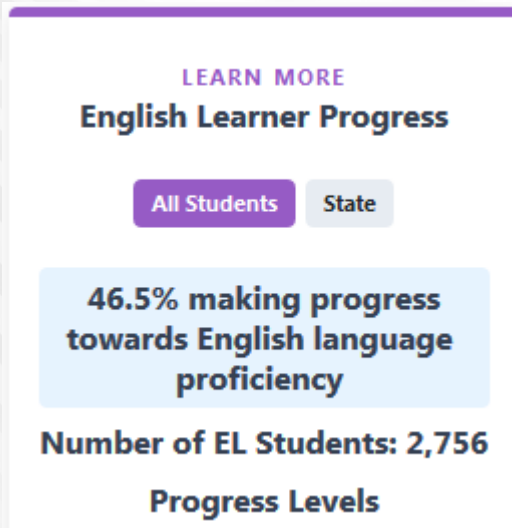 LEARN MORE
English Learner Progress
All Students
State
46.5% making progress
towards English language
proficiency
Number of EL Students: 2,756
Progress Levels